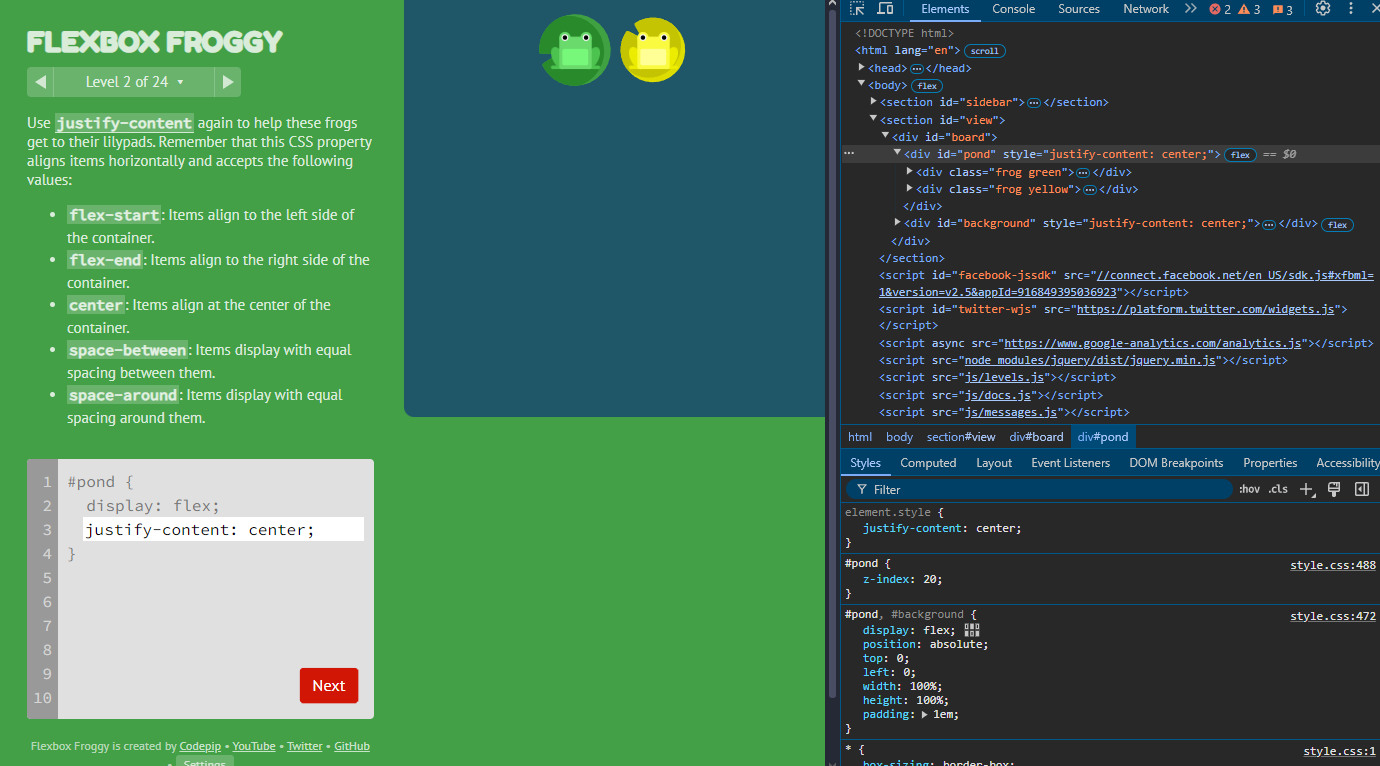 FLEXBOX FROGGY
◀ Level 2 of 24 ▾ ▶
Use justify-content again to help these frogs
get to their lilypads. Remember that this CSS property
aligns items horizontally and accepts the following
values:
• flex-start: Items align to the left side of
the container.
• flex-end: Items align to the right side of the
container.
• center: Items align at the center of the
container.
• space-between: Items display with equal
spacing between them.
• space-around: Items display with equal
spacing around them.
1 #pond {
2 display: flex;
3 justify-content: center;
4 }
5
6
7
8
9
10
Next
Flexbox Froggy is created by Codepip • YouTube • Twitter • GitHub
• Settings
Elements Console Sources Network >> 2 3 3
<!DOCTYPE html>
<html lang="en"> scroll
▶<head> ⋯ </head>
▼<body> flex
▶<section id="sidebar"> ⋯ </section>
▼<section id="view">
▼<div id="board">
⋯ ▼<div id="pond" style="justify-content: center;"> flex == $0
▶<div class="frog green"> ⋯ </div>
▶<div class="frog yellow"> ⋯ </div>
</div>
▶<div id="background" style="justify-content: center;"> ⋯ </div> flex
</div>
</section>
<script id="facebook-jssdk" src="//connect.facebook.net/en_US/sdk.js#xfbml=
1&version=v2.5&appId=916849395036923"></script>
<script id="twitter-wjs" src="https://platform.twitter.com/widgets.js">
</script>
<script async src="https://www.google-analytics.com/analytics.js"></script>
<script src="node_modules/jquery/dist/jquery.min.js"></script>
<script src="js/levels.js"></script>
<script src="js/docs.js"></script>
<script src="js/messages.js"></script>
html body section#view div#board div#pond
Styles Computed Layout Event Listeners DOM Breakpoints Properties Accessibility
Filter :hov .cls +
element.style {
justify-content: center;
}
#pond { style.css:488
z-index: 20;
}
#pond, #background { style.css:472
display: flex;
position: absolute;
top: 0;
left: 0;
width: 100%;
height: 100%;
padding: ▶ 1em;
}
* { style.css:1
box-sizing: border-box;